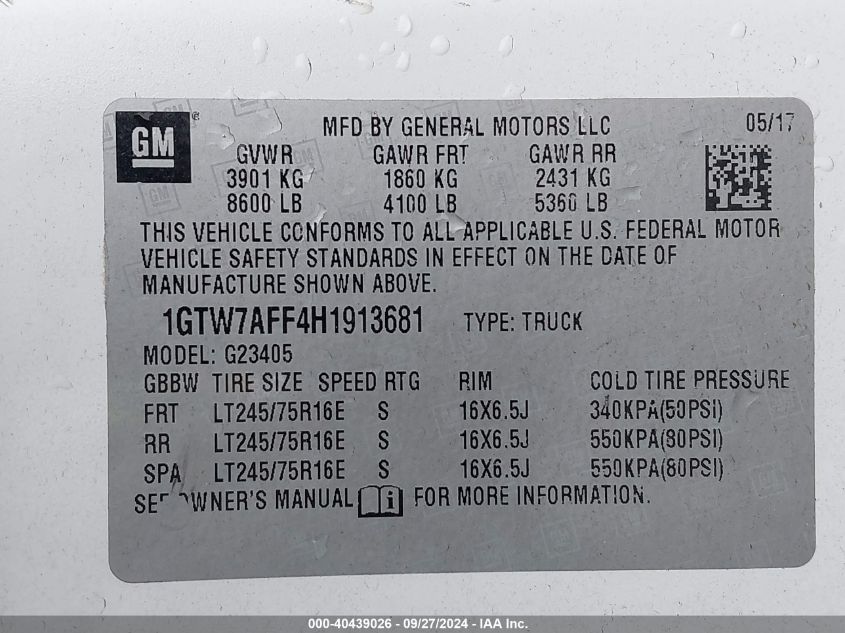 GM ®
MFD BY GENERAL MOTORS LLC 05/17
GVWR GAWR FRT GAWR RR
3901 KG 1860 KG 2431 KG
8600 LB 4100 LB 5360 LB
THIS VEHICLE CONFORMS TO ALL APPLICABLE U.S. FEDERAL MOTOR
VEHICLE SAFETY STANDARDS IN EFFECT ON THE DATE OF
MANUFACTURE SHOWN ABOVE.
1GTW7AFF4H1913681 TYPE: TRUCK
MODEL: G23405
GBBW TIRE SIZE SPEED RTG RIM COLD TIRE PRESSURE
FRT LT245/75R16E S 16X6.5J 340KPA(50PSI)
RR LT245/75R16E S 16X6.5J 550KPA(80PSI)
SPA LT245/75R16E S 16X6.5J 550KPA(80PSI)
SEE OWNER'S MANUAL FOR MORE INFORMATION.
000-40439026 - 09/27/2024 - IAA Inc.